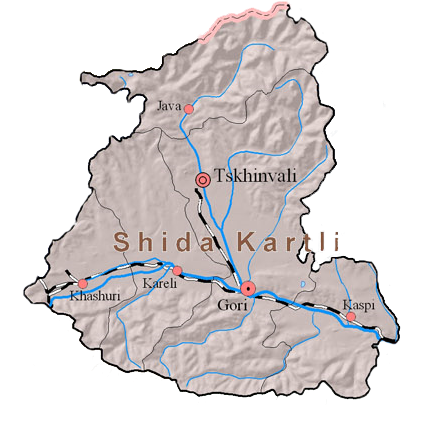 Java
Tskhinvali
Shida Kartli
Khashuri
Kareli
Gori
Kaspi